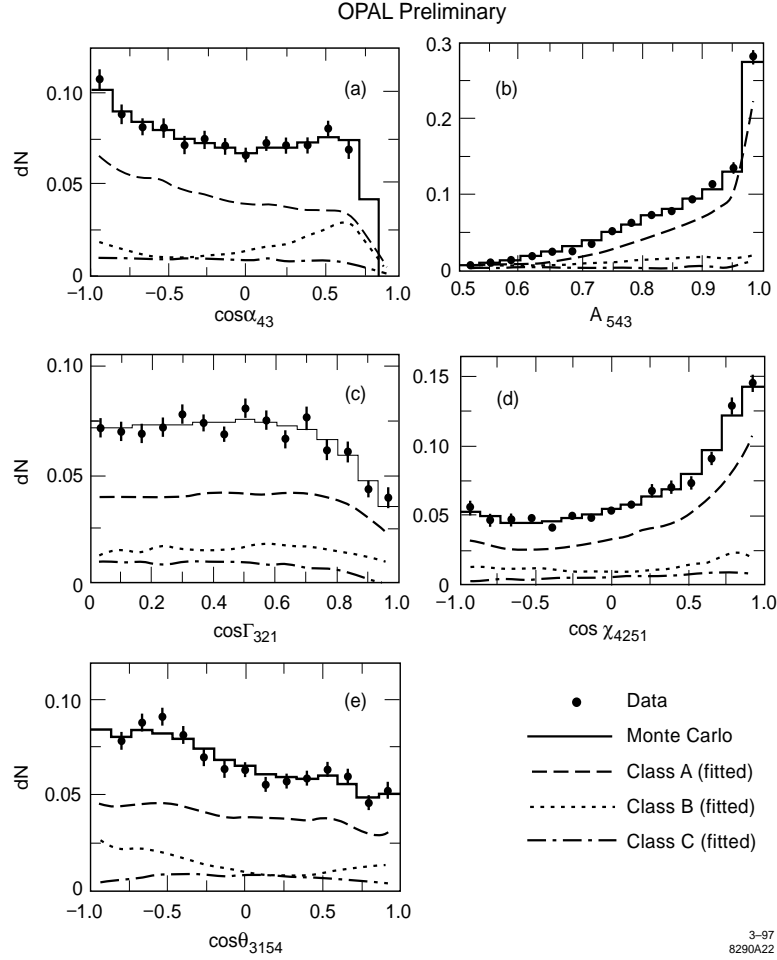 OPAL Preliminary
(a)
dN
0.10
0.05
0
−1.0 −0.5 0 0.5 1.0
cosα43
(b)
0.3
0.2
0.1
0
0.5 0.6 0.7 0.8 0.9 1.0
A 543
(c)
dN
0.10
0.05
0
0 0.2 0.4 0.6 0.8 1.0
cosΓ321
(d)
0.15
0.10
0.05
0
−1.0 −0.5 0 0.5 1.0
cos χ4251
(e)
dN
0.10
0.05
0
−1.0 −0.5 0 0.5 1.0
cosθ3154
Data
Monte Carlo
Class A (fitted)
Class B (fitted)
Class C (fitted)
3–97
8290A22